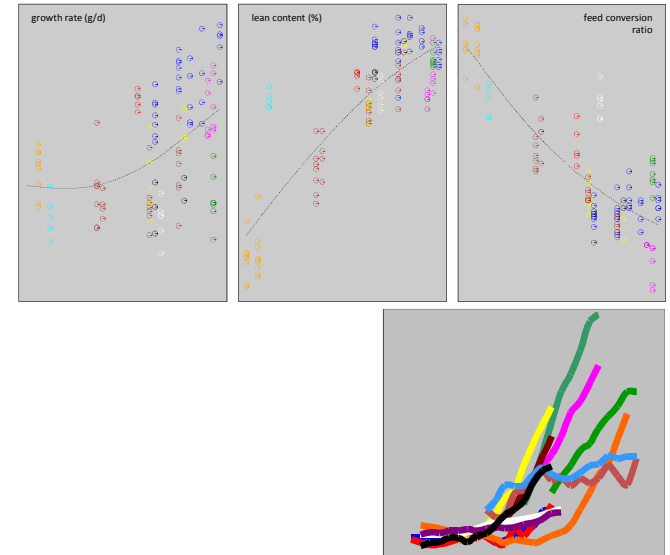 growth rate (g/d)
lean content (%)
feed conversion
ratio